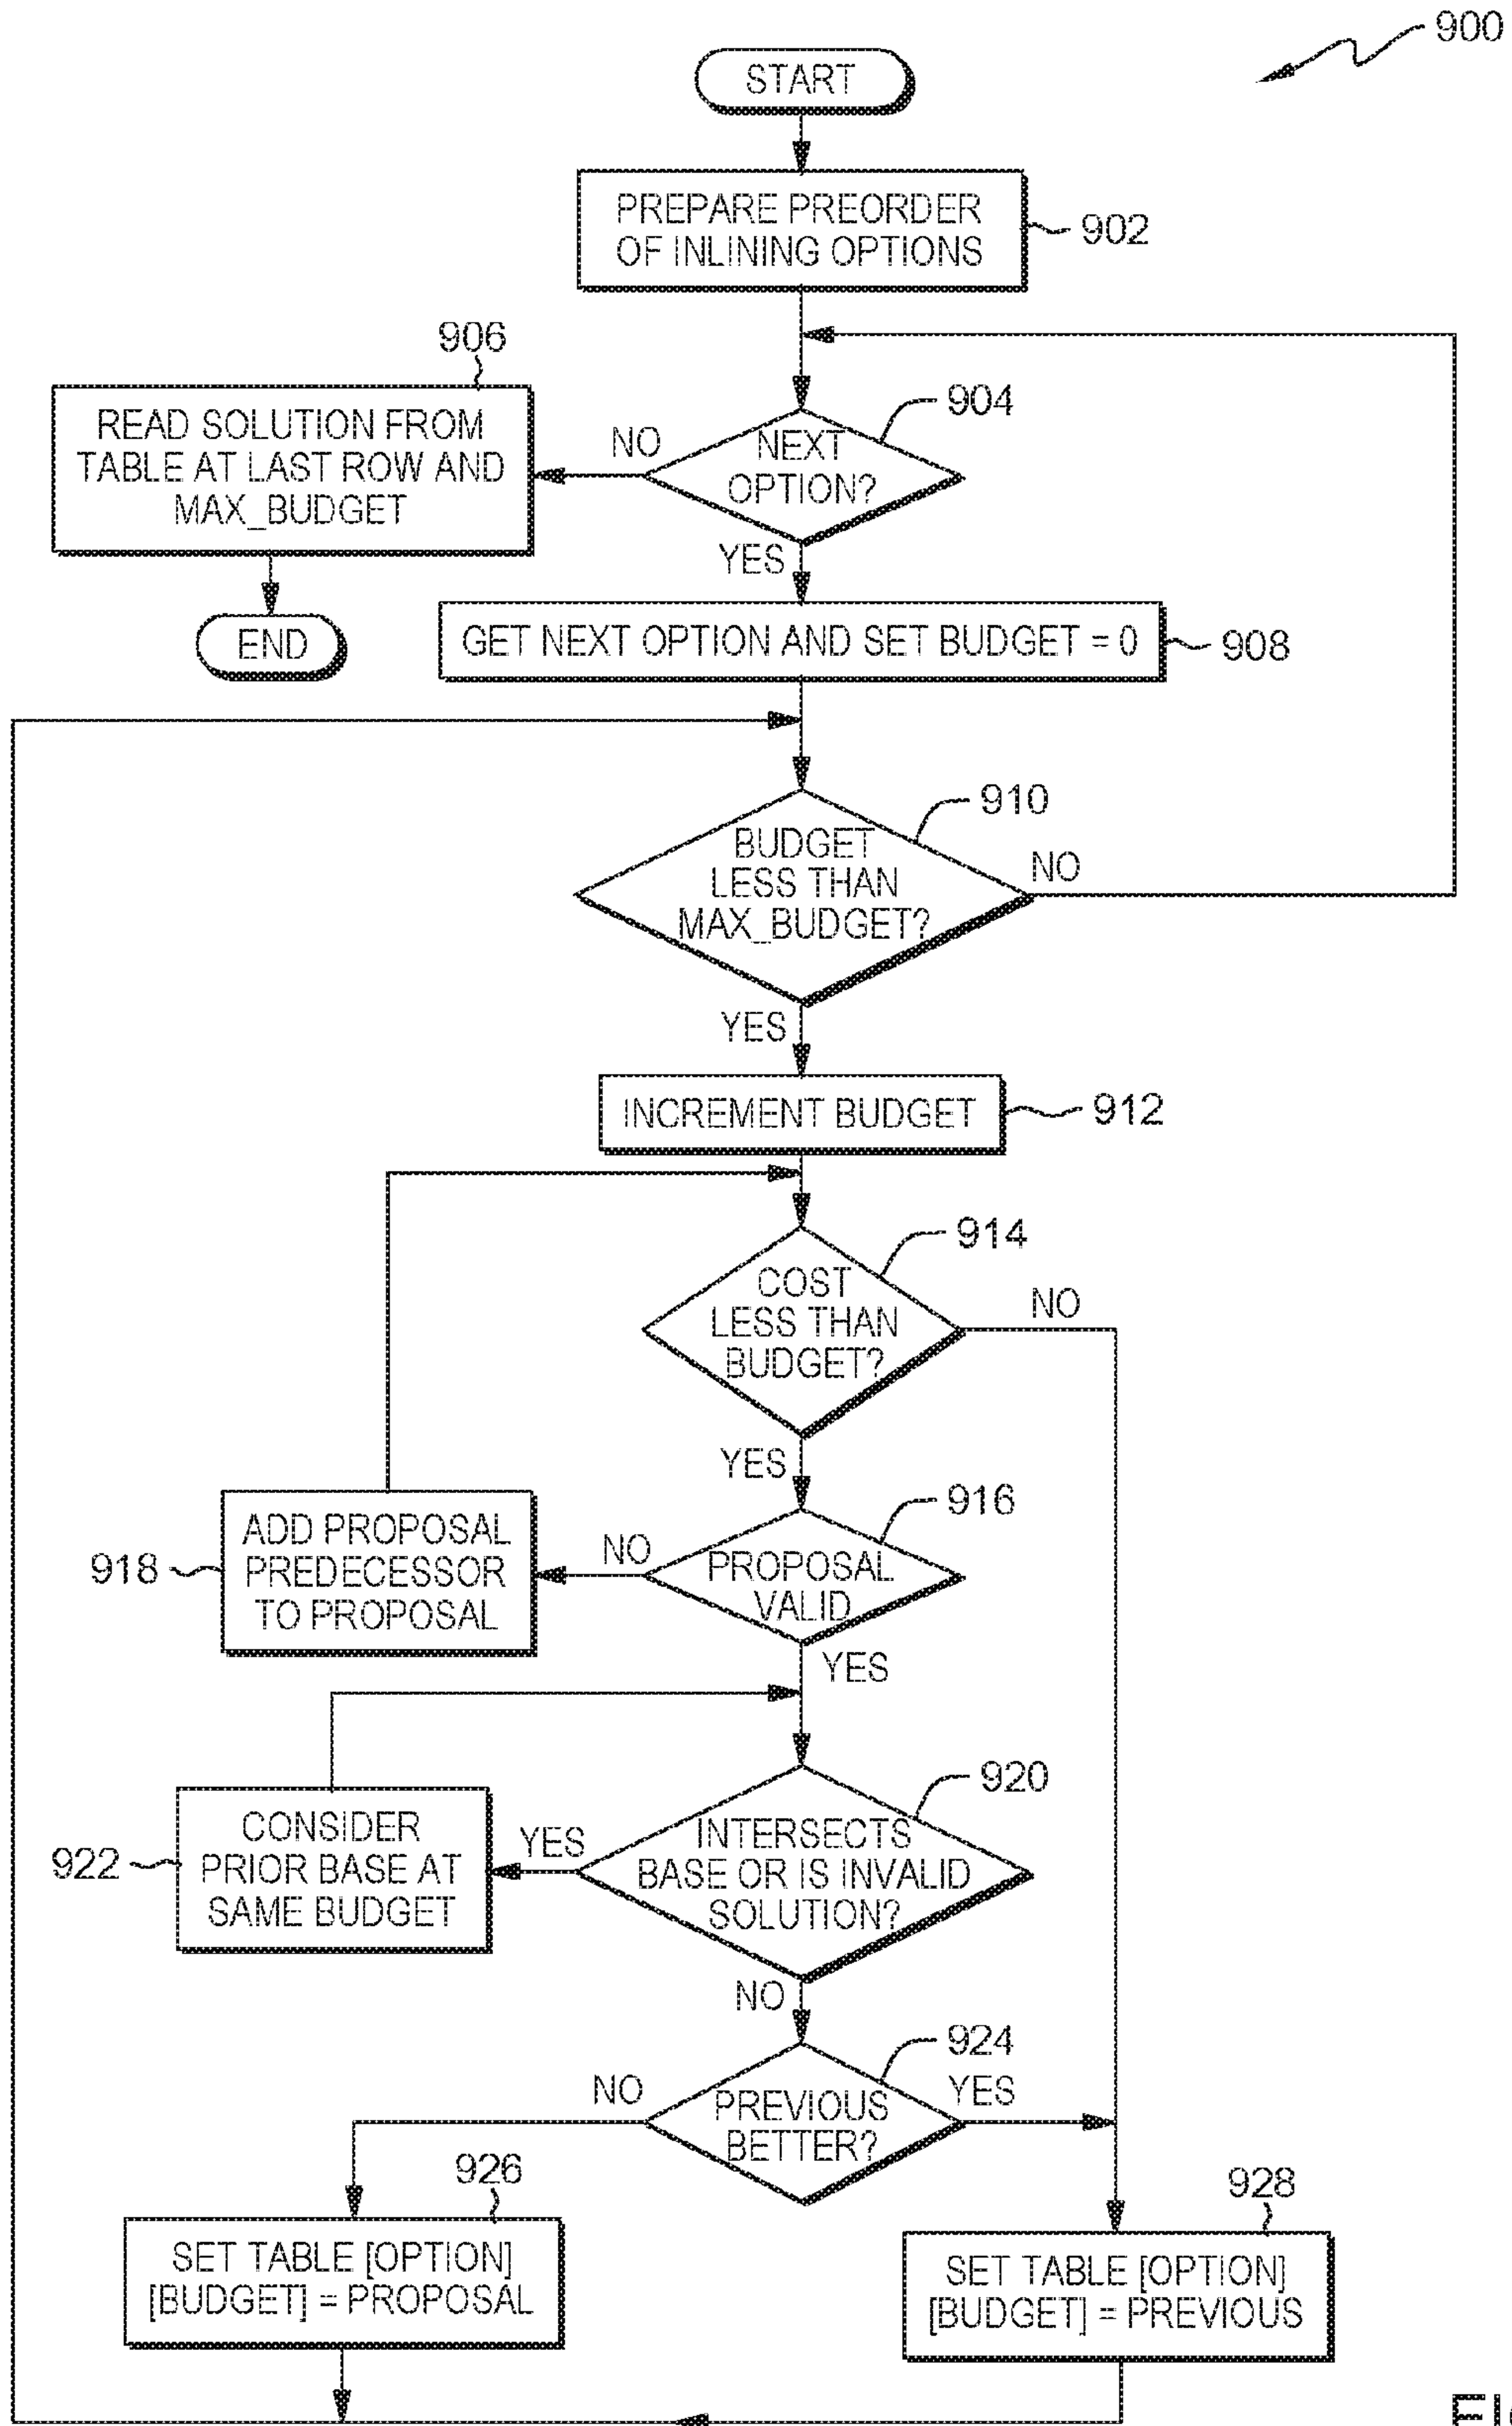 900
START
PREPARE PREORDER
OF INLINING OPTIONS
902
906
READ SOLUTION FROM
TABLE AT LAST ROW AND
MAX_BUDGET
NO
NEXT
OPTION?
904
YES
END
GET NEXT OPTION AND SET BUDGET = 0
908
BUDGET
LESS THAN
MAX_BUDGET?
910
NO
YES
INCREMENT BUDGET
912
COST
LESS THAN
BUDGET?
914
NO
YES
918
ADD PROPOSAL
PREDECESSOR
TO PROPOSAL
NO
PROPOSAL
VALID
916
YES
922
CONSIDER
PRIOR BASE AT
SAME BUDGET
YES
INTERSECTS
BASE OR IS INVALID
SOLUTION?
920
NO
NO
PREVIOUS
BETTER?
924
YES
926
SET TABLE [OPTION]
[BUDGET] = PROPOSAL
928
SET TABLE [OPTION]
[BUDGET] = PREVIOUS